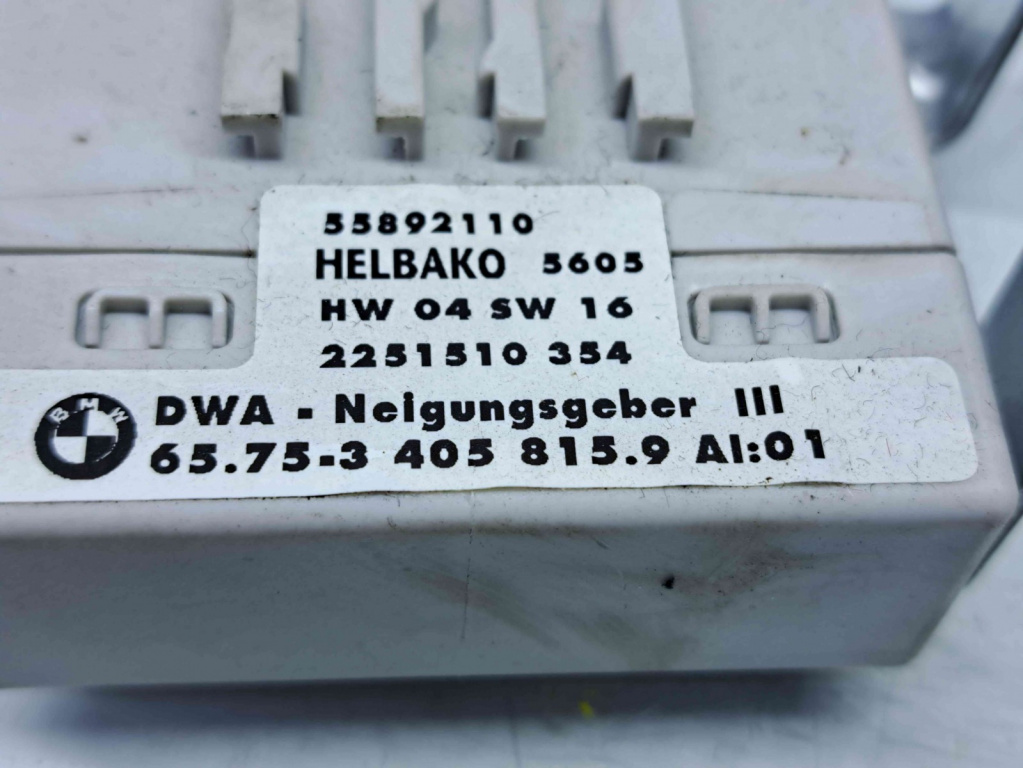 55892110
HELBAKO 5605
HW 04 SW 16
2251510 354
BMW DWA - Neigungsgeber III
65.75-3 405 815.9 AI:01